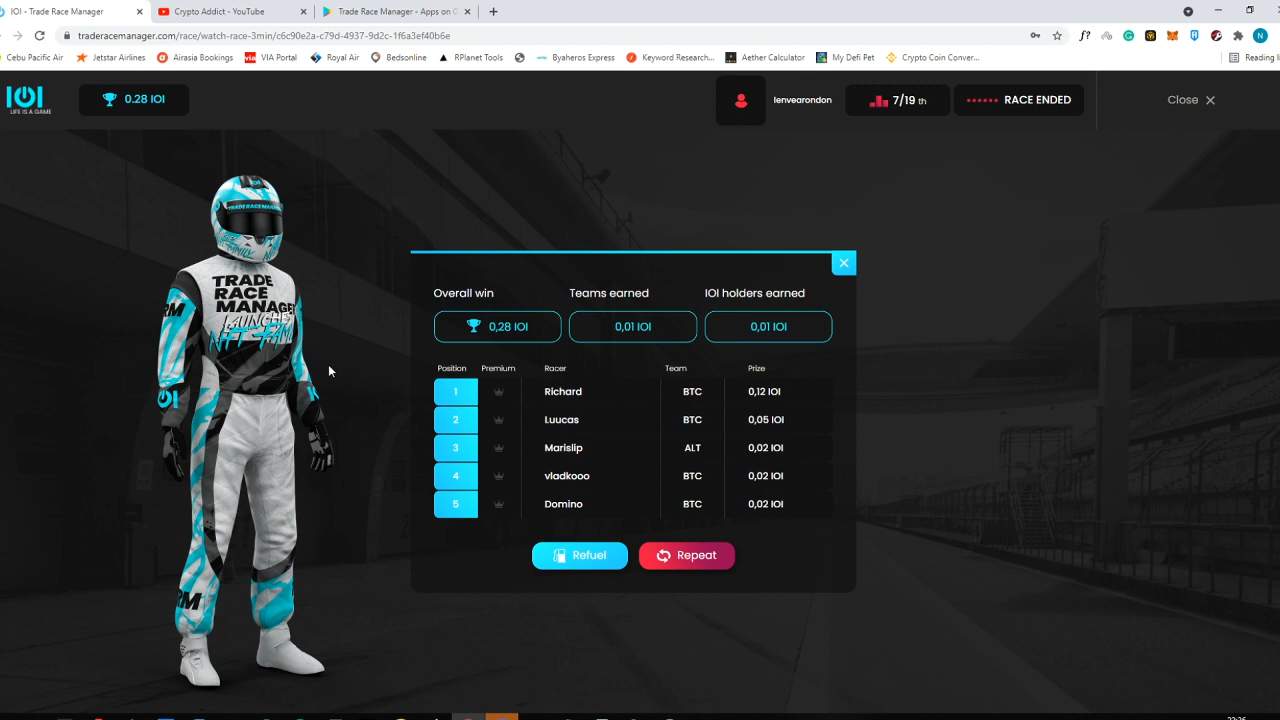 IOI - Trade Race Manager
Crypto Addict - YouTube
Trade Race Manager - Apps on G
traderacemanager.com/race/watch-race-3min/c6c90e2a-c79d-4937-9d2c-1f6a3ef40b6e
Cebu Pacific Air
Jetstar Airlines
Airasia Bookings
via
VIA Portal
Royal Air
Bedsonline
RPlanet Tools
Byaheros Express
Keyword Research...
Aether Calculator
My Defi Pet
Crypto Coin Conver...
Reading li
IOI
LIFE IS A GAME
0.28 IOI
lenvearondon
7/19 th
RACE ENDED
Close
TRADE
RACE
MANAGER
Overall win
Teams earned
IOI holders earned
0,28 IOI
0,01 IOI
0,01 IOI
Position Premium Racer Team Prize
1 Richard BTC 0,12 IOI
2 Luucas BTC 0,05 IOI
3 Marislip ALT 0,02 IOI
4 vladkooo BTC 0,02 IOI
5 Domino BTC 0,02 IOI
Refuel
Repeat